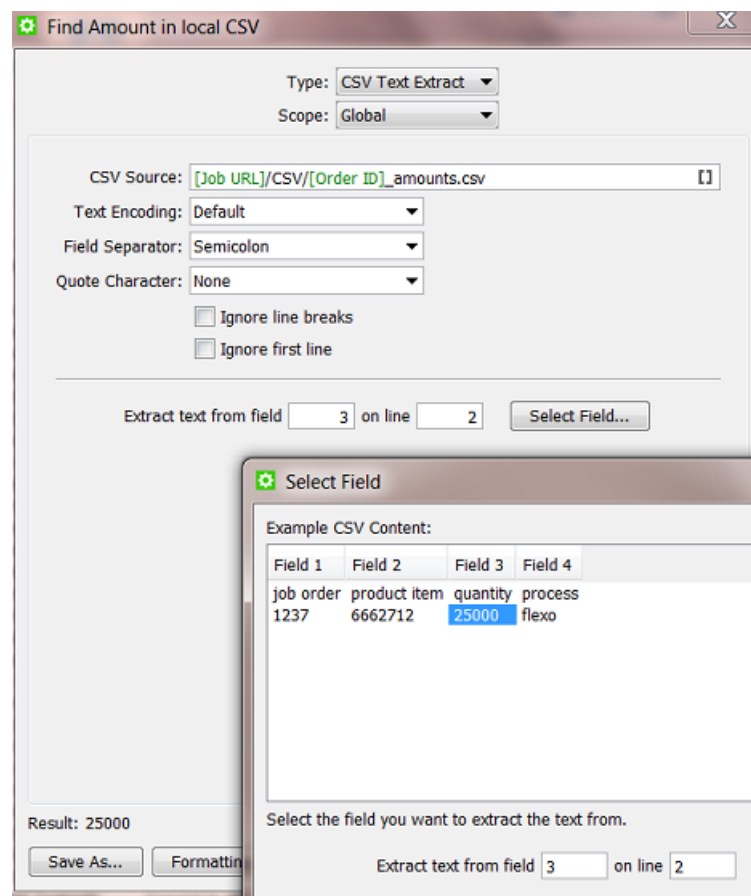 Find Amount in local CSV
Type: CSV Text Extract
Scope: Global
CSV Source: [Job URL]/CSV/[Order ID]_amounts.csv
Text Encoding: Default
Field Separator: Semicolon
Quote Character: None
Ignore line breaks
Ignore first line
Extract text from field 3 on line 2 Select Field...
Select Field
Example CSV Content:
Field 1 Field 2 Field 3 Field 4
job order product item quantity process
1237 6662712 25000 flexo
Result: 25000
Select the field you want to extract the text from.
Save As... Formattin
Extract text from field 3 on line 2